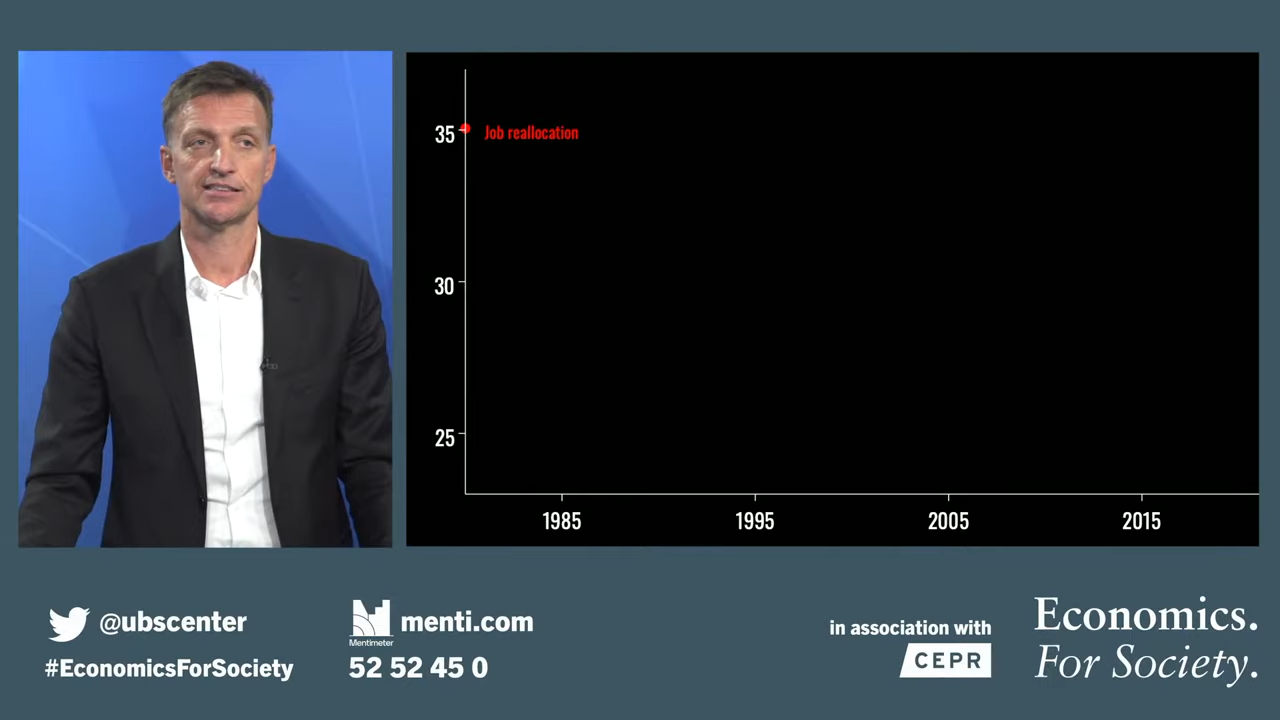 35
Job reallocation
30
25
1985 1995 2005 2015
@ubscenter
#EconomicsForSociety
Mentimeter
menti.com
52 52 45 0
in association with
CEPR
Economics.
For Society.